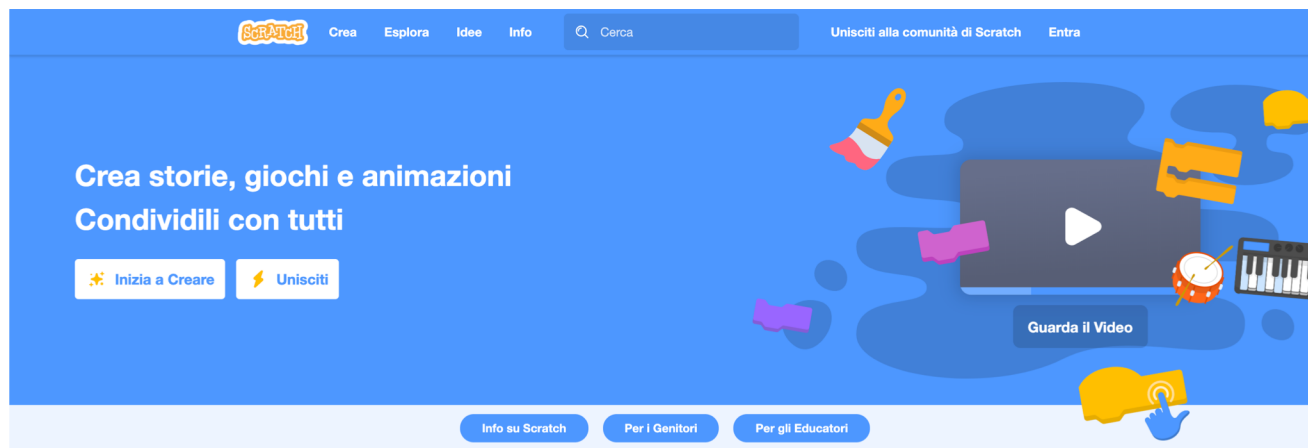 SCRATCH Crea Esplora Idee Info Cerca Unisciti alla comunità di Scratch Entra
Crea storie, giochi e animazioni
Condividili con tutti
Inizia a Creare Unisciti
Guarda il Video
Info su Scratch Per i Genitori Per gli Educatori